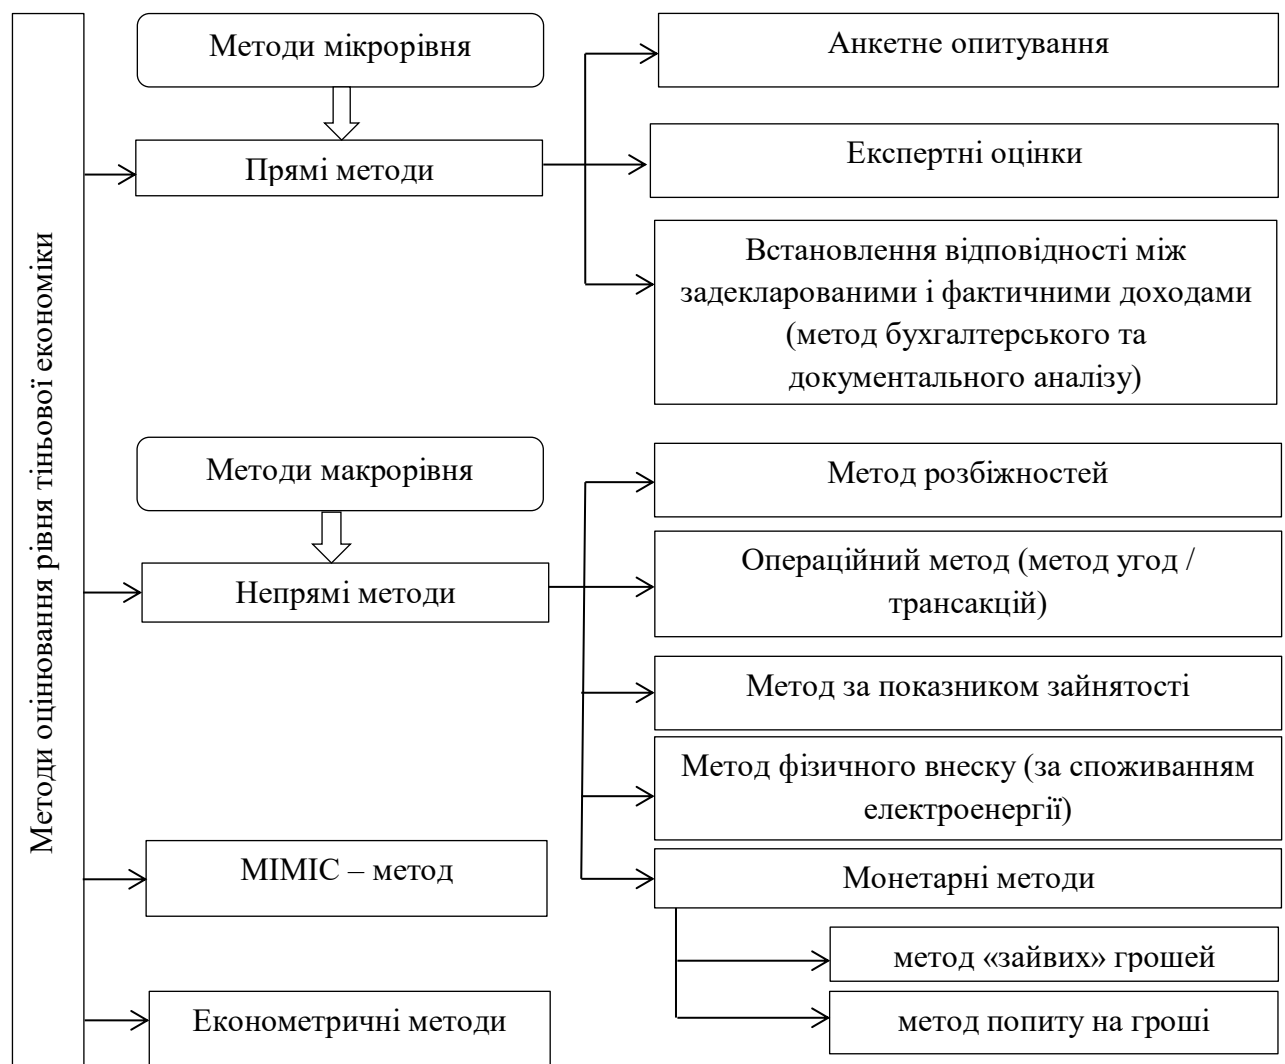 Методи оцінювання рівня тіньової економіки
Методи мікрорівня
Прямі методи
Анкетне опитування
Експертні оцінки
Встановлення відповідності між
задекларованими і фактичними доходами
(метод бухгалтерського та
документального аналізу)
Методи макрорівня
Непрямі методи
Метод розбіжностей
Операційний метод (метод угод /
трансакцій)
Метод за показником зайнятості
Метод фізичного внеску (за споживанням
електроенергії)
Монетарні методи
метод «зайвих» грошей
метод попиту на гроші
МІМІС – метод
Економетричні методи